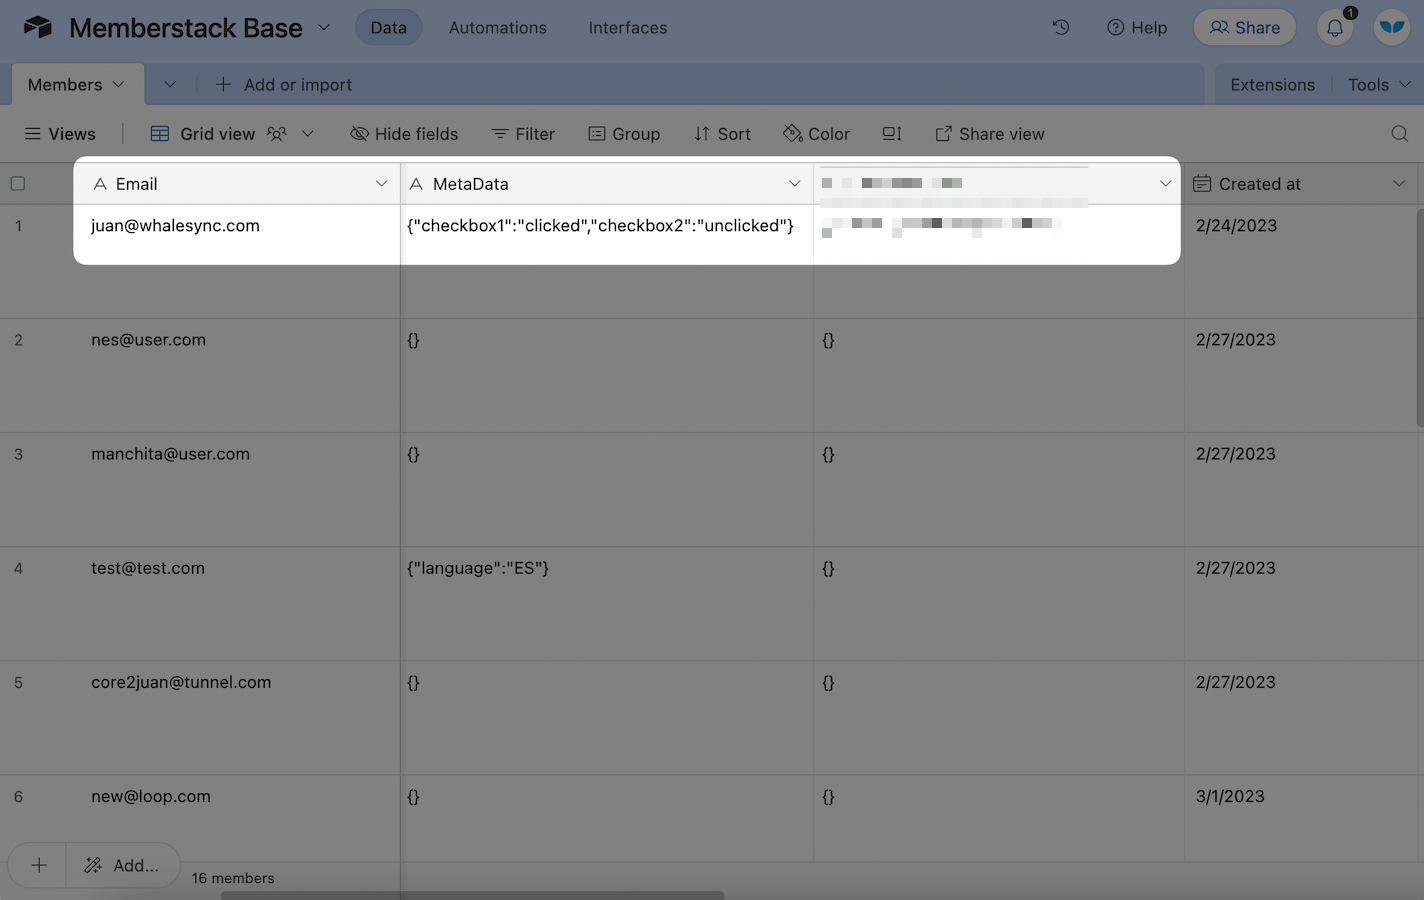 Memberstack Base
Data
Automations
Interfaces
Help
Share
1
Members
Add or import
Extensions
Tools
Views
Grid view
Hide fields
Filter
Group
Sort
Color
Share view
A Email
A MetaData
Created at
1
juan@whalesync.com
{"checkbox1":"clicked","checkbox2":"unclicked"}
2/24/2023
2
nes@user.com
{}
{}
2/27/2023
3
manchita@user.com
{}
{}
2/27/2023
4
test@test.com
{"language":"ES"}
{}
2/27/2023
5
core2juan@tunnel.com
{}
{}
2/27/2023
6
new@loop.com
{}
{}
3/1/2023
Add...
16 members